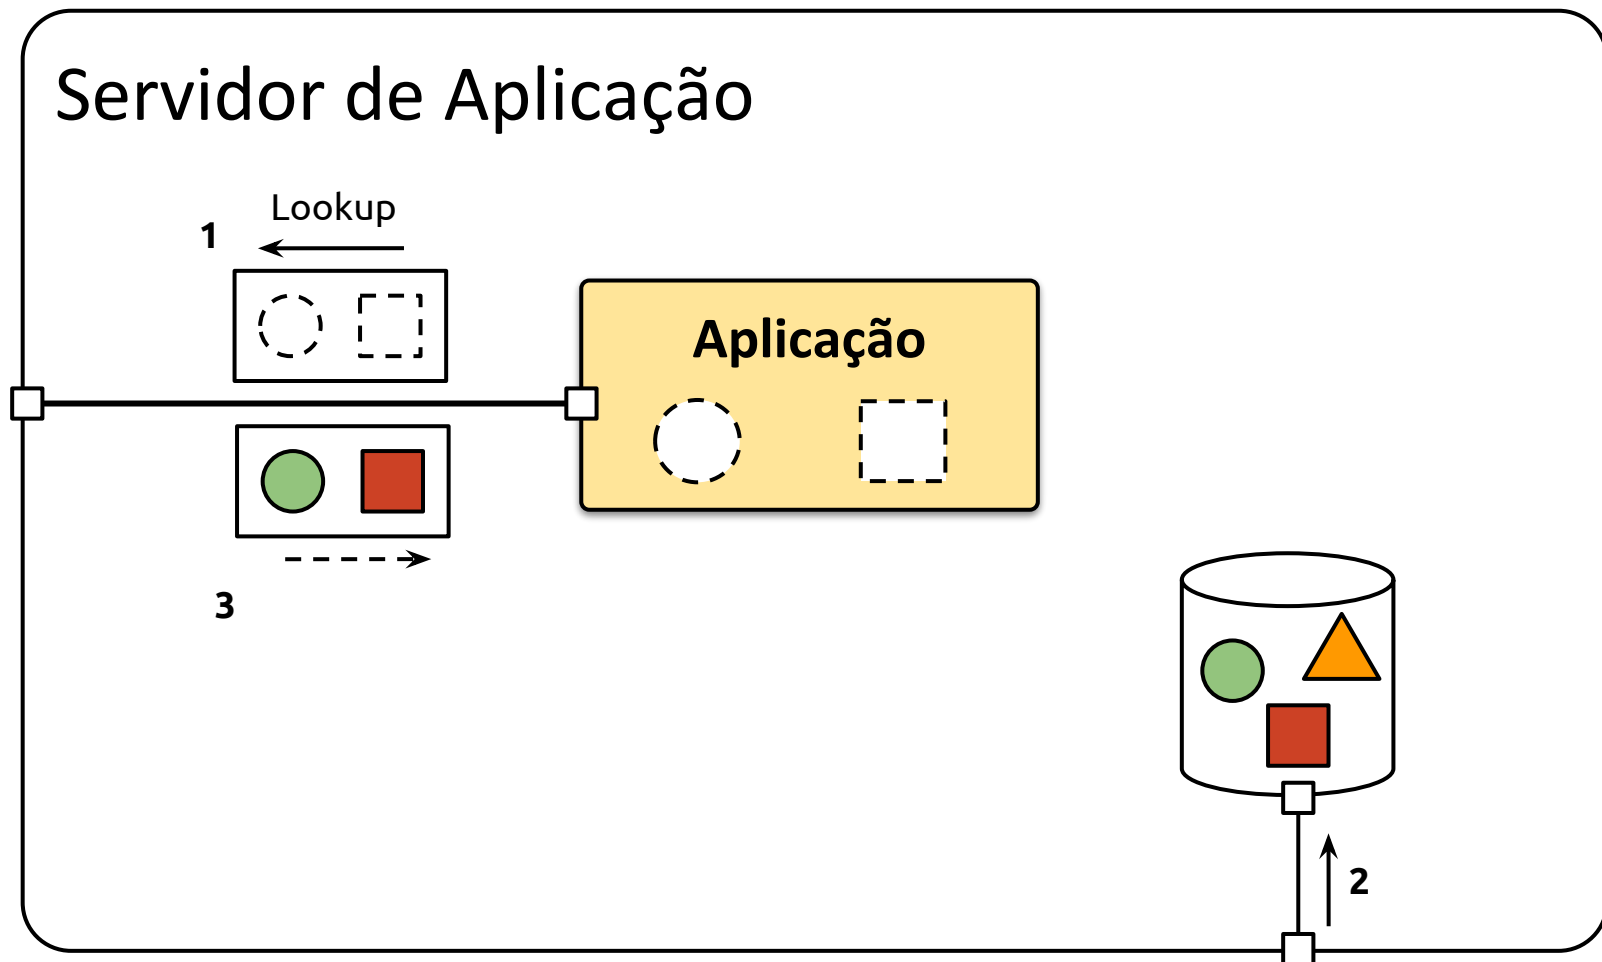 Servidor de Aplicação
Lookup
1
Aplicação
3
2